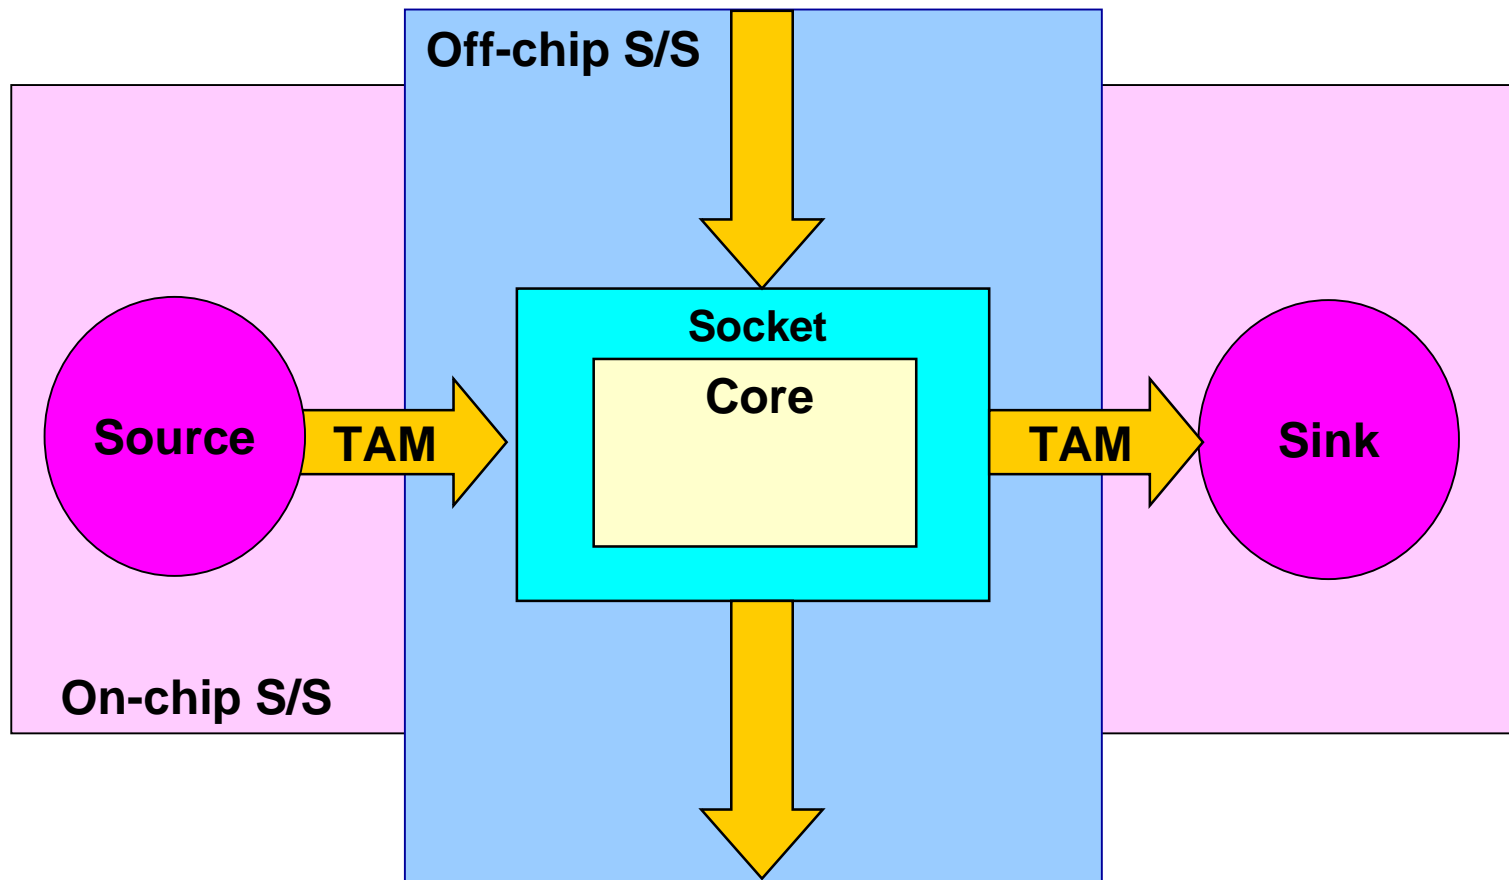 Off-chip S/S
Socket
Core
Source
TAM
TAM
Sink
On-chip S/S